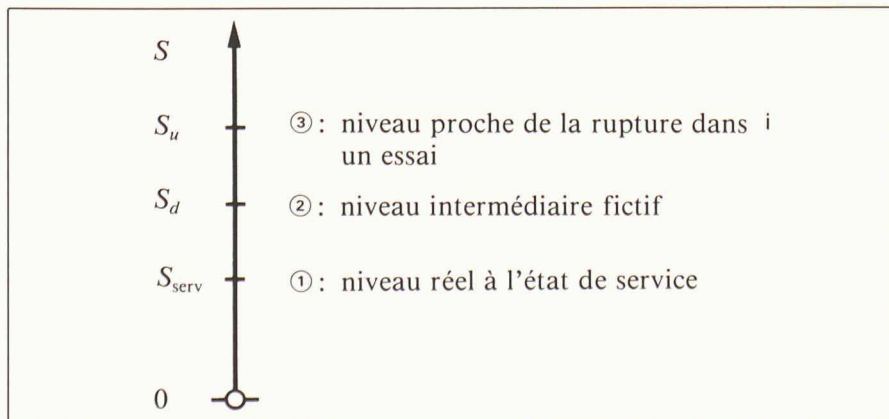 S
S_u ③: niveau proche de la rupture dans i
un essai
S_d ②: niveau intermédiaire fictif
S_serv ①: niveau réel à l'état de service
0